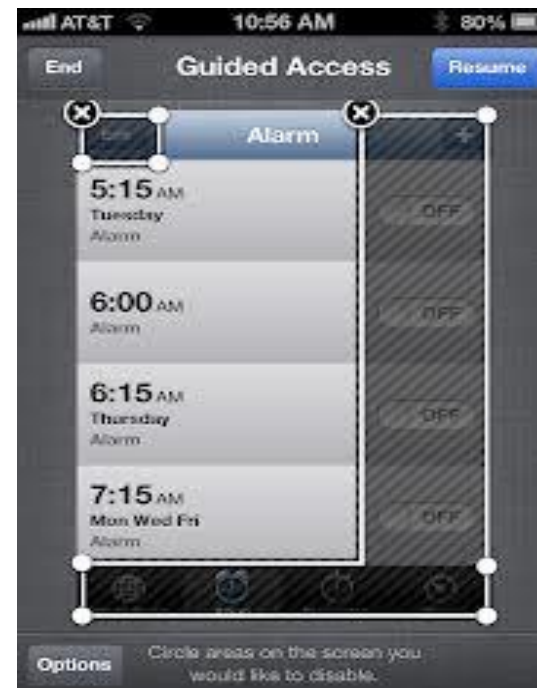 AT&T 10:56 AM 80%
End Guided Access Resume
Alarm +
5:15 AM
Tuesday
Alarm
OFF
6:00 AM
Alarm
OFF
6:15 AM
Thursday
Alarm
OFF
7:15 AM
Mon Wed Fri
Alarm
OFF
Options
Circle areas on the screen you
would like to disable.